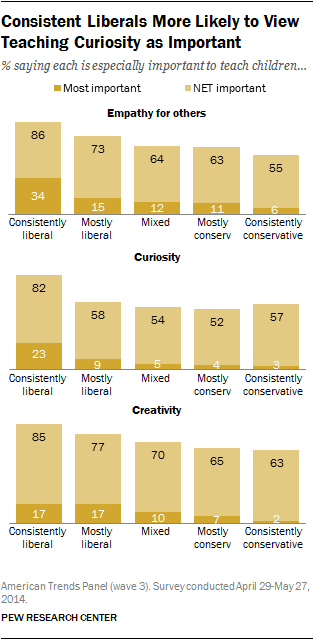 Consistent Liberals More Likely to View
Teaching Curiosity as Important
% saying each is especially important to teach children...
Most important NET important
Empathy for others
86 73 64 63 55
34 15 12 11 6
Consistently liberal Mostly liberal Mixed Mostly conserv Consistently conservative
Curiosity
82 58 54 52 57
23 9 5 4 3
Consistently liberal Mostly liberal Mixed Mostly conserv Consistently conservative
Creativity
85 77 70 65 63
17 17 10 7 2
Consistently liberal Mostly liberal Mixed Mostly conserv Consistently conservative
American Trends Panel (wave 3). Survey conducted April 29-May 27,
2014.
PEW RESEARCH CENTER